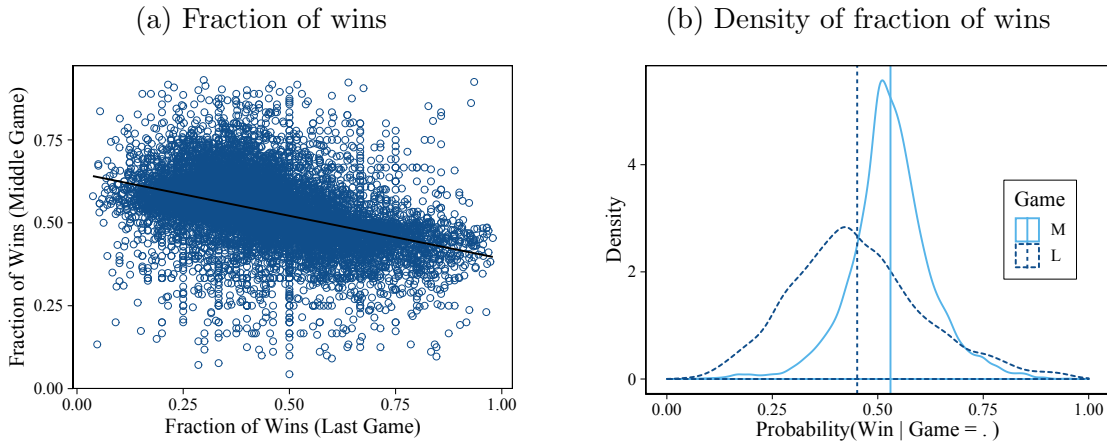 (a) Fraction of wins
Fraction of Wins (Middle Game)
0.75
0.50
0.25
0.00
0.00 0.25 0.50 0.75 1.00
Fraction of Wins (Last Game)
(b) Density of fraction of wins
Density
4
2
0
Game
M
L
0.00 0.25 0.50 0.75 1.00
Probability(Win | Game = . )